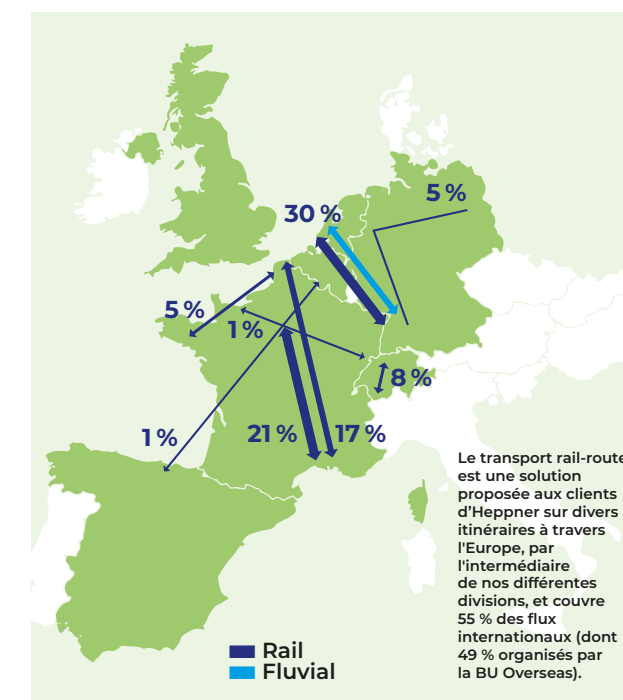 5 %
30 %
5 %
1 %
8 %
1 %
21 %
17 %
Le transport rail-route
est une solution
proposée aux clients
d’Heppner sur divers
itinéraires à travers
l'Europe, par
l'intermédiaire
de nos différentes
divisions, et couvre
55 % des flux
internationaux (dont
49 % organisés par
la BU Overseas).
Rail
Fluvial